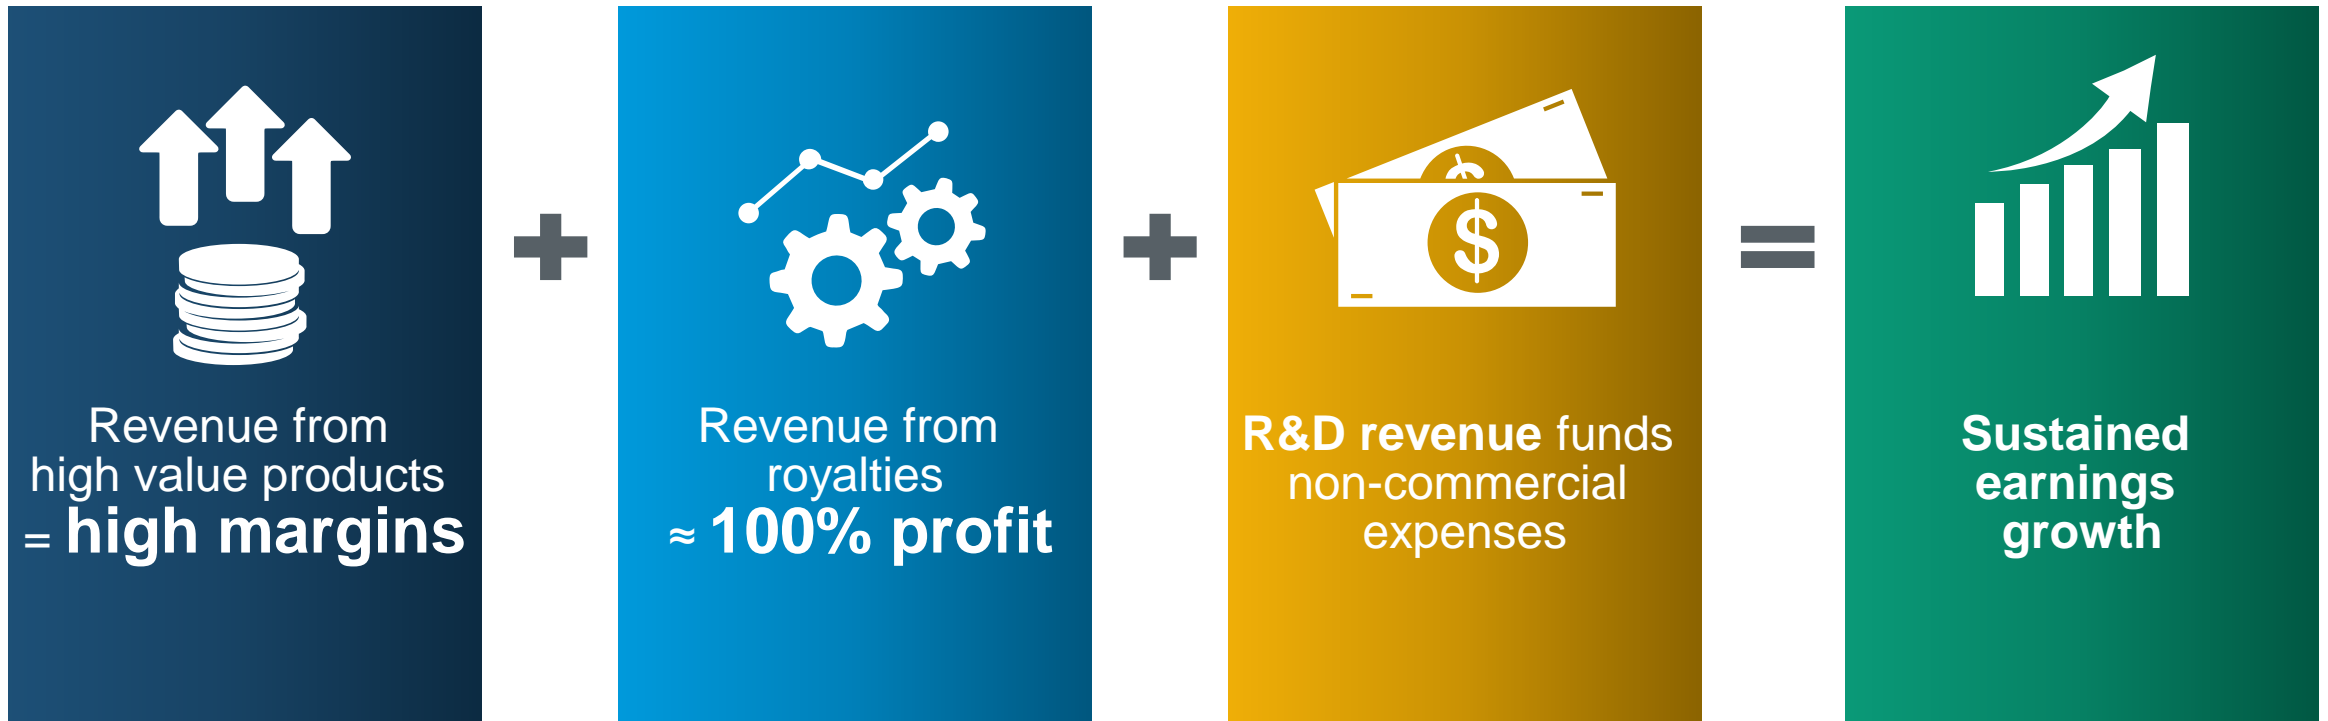 Revenue from
high value products
= high margins
+
Revenue from
royalties
≈ 100% profit
+
R&D revenue funds
non-commercial
expenses
=
Sustained
earnings
growth
$
$